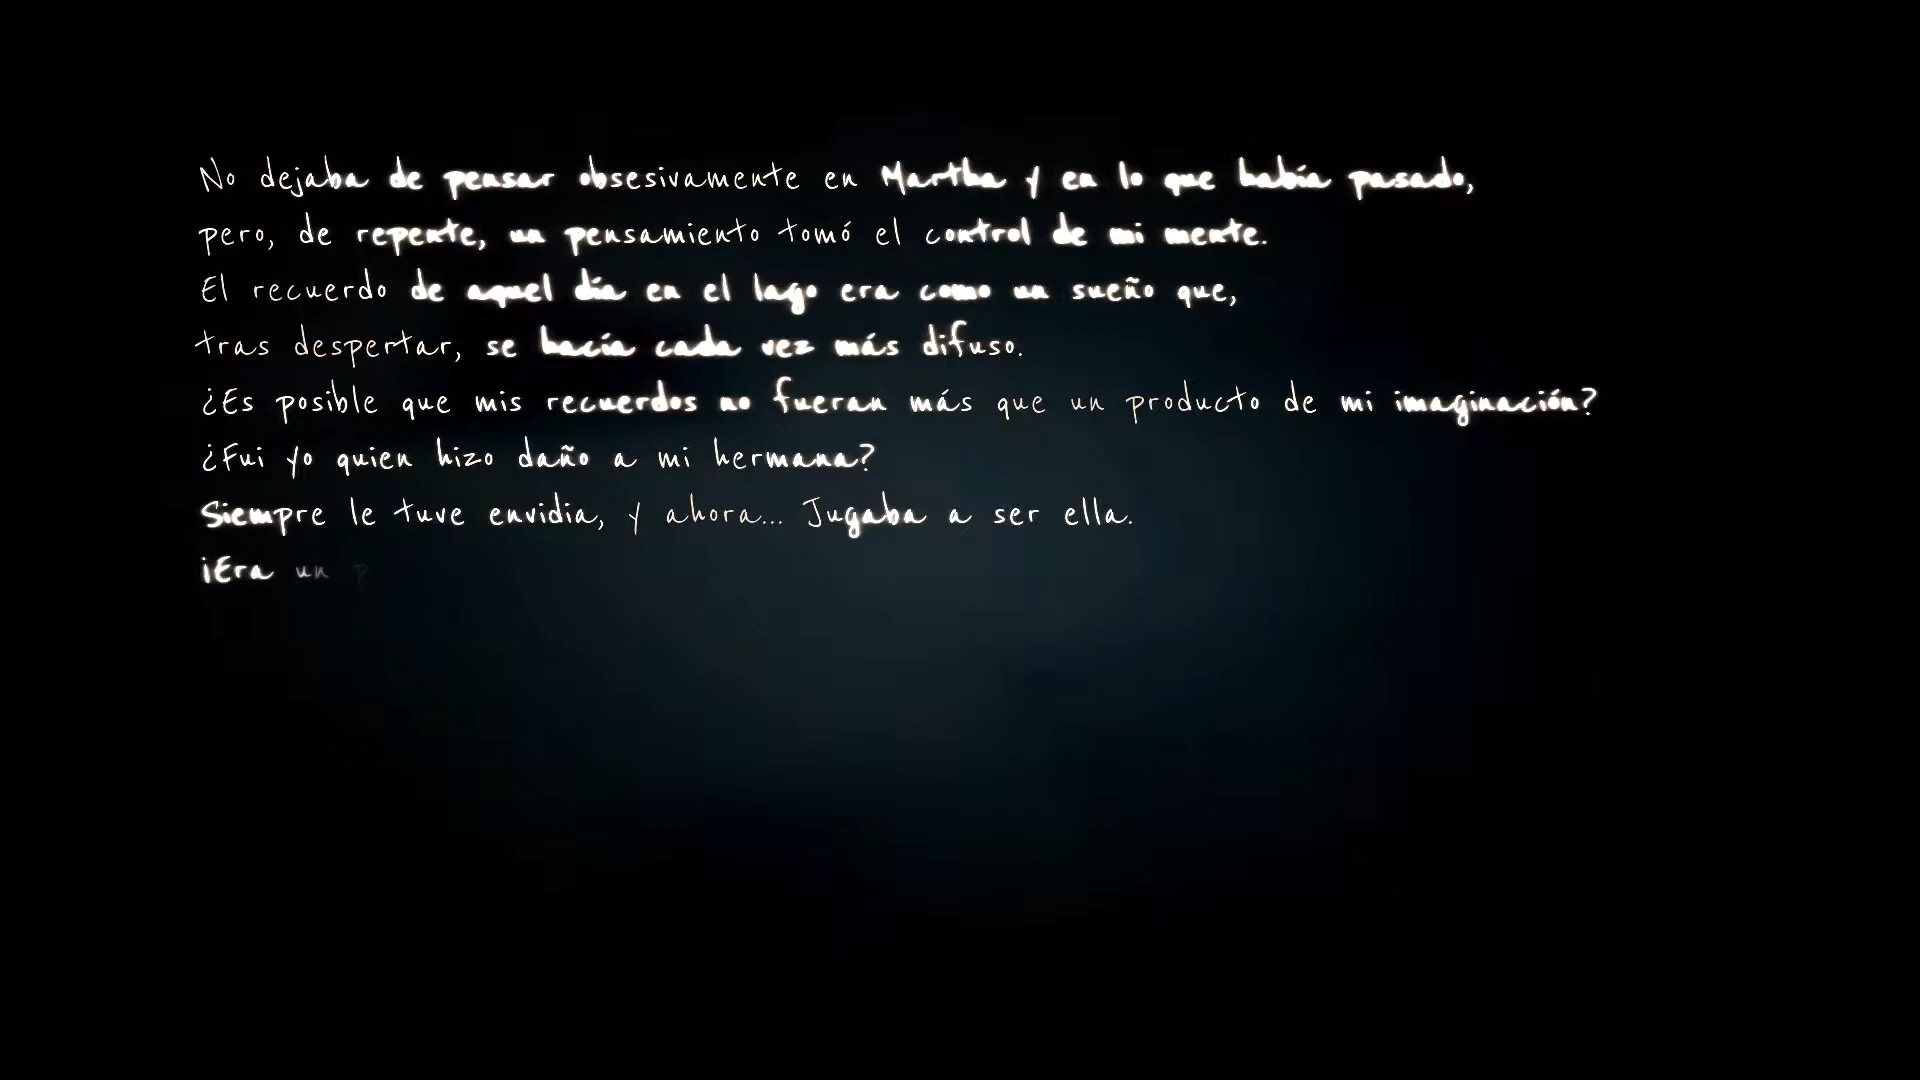 No dejaba de pensar obsesivamente en Martha y en lo que había pasado,
pero, de repente, un pensamiento tomó el control de mi mente.
El recuerdo de aquel día en el lago era como un sueño que,
tras despertar, se hacía cada vez más difuso.
¿Es posible que mis recuerdos no fueran más que un producto de mi imaginación?
¿Fui yo quien hizo daño a mi hermana?
Siempre le tuve envidia, y ahora... Jugaba a ser ella.
¡Era un p